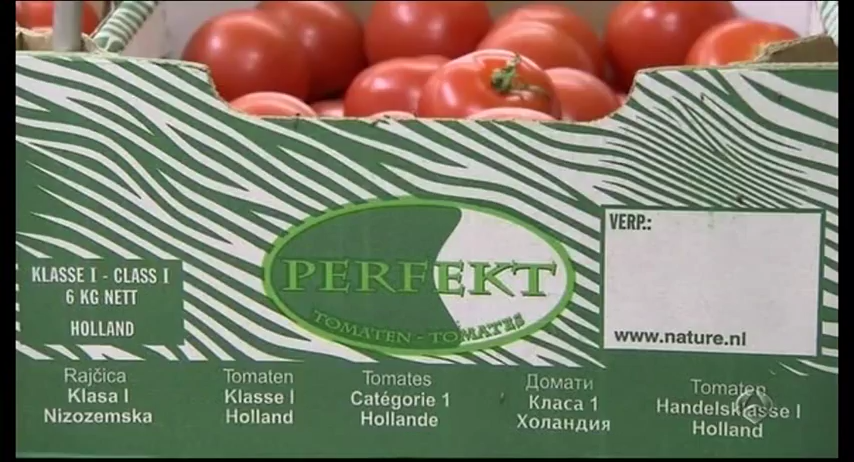 PERFEKT
TOMATEN - TOMATES
KLASSE I - CLASS I
6 KG NETT
HOLLAND
VERP.:
www.nature.nl
Rajčica
Klasa I
Nizozemska
Tomaten
Klasse I
Holland
Tomates
Catégorie 1
Hollande
Домати
Класа 1
Холандия
Tomaten
Handelsklasse I
Holland